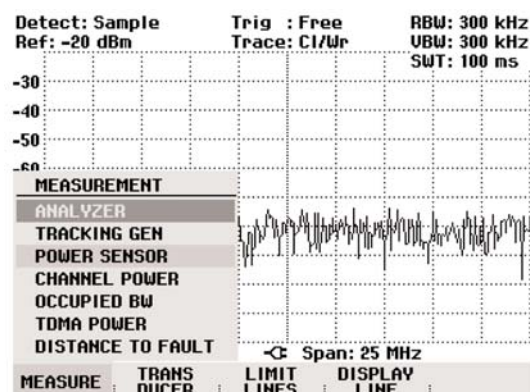 Detect: Sample Trig : Free RBW: 300 kHz
Ref: -20 dBm Trace: Cl/Wr VBW: 300 kHz
SWT: 100 ms
-30
-40
-50
-60
MEASUREMENT
ANALYZER
TRACKING GEN
POWER SENSOR
CHANNEL POWER
OCCUPIED BW
TDMA POWER
DISTANCE TO FAULT
Span: 25 MHz
MEASURE TRANS DUCER LIMIT LINES DISPLAY LINE